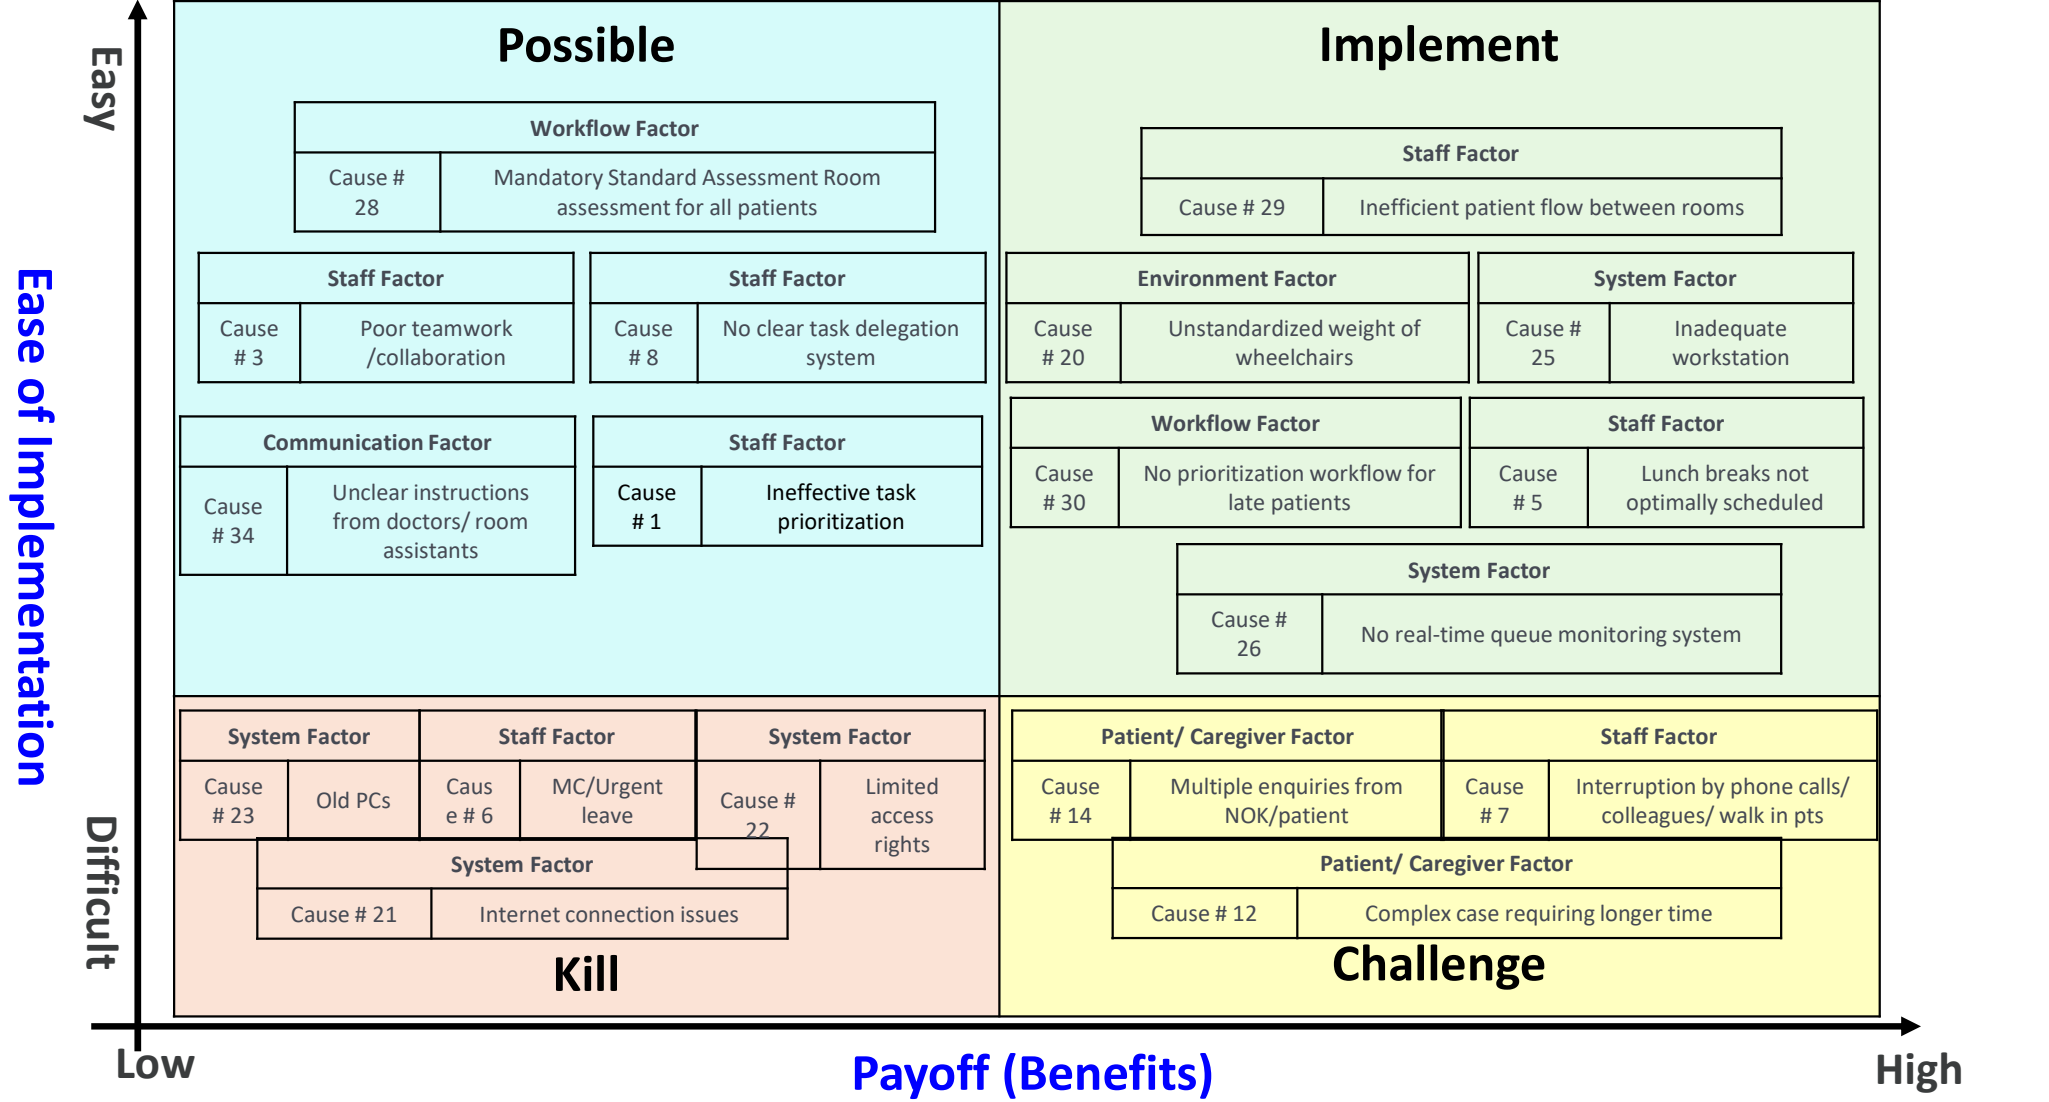 Easy
Ease of Implementation
Difficult
Possible
Workflow Factor
Cause #
28
Mandatory Standard Assessment Room
assessment for all patients
Staff Factor
Cause
# 3
Poor teamwork
/collaboration
Staff Factor
Cause
# 8
No clear task delegation
system
Communication Factor
Cause
# 34
Unclear instructions
from doctors/ room
assistants
Staff Factor
Cause
# 1
Ineffective task
prioritization
Implement
Staff Factor
Cause # 29
Inefficient patient flow between rooms
Environment Factor
Cause
# 20
Unstandardized weight of
wheelchairs
System Factor
Cause #
25
Inadequate
workstation
Workflow Factor
Cause
# 30
No prioritization workflow for
late patients
Staff Factor
Cause
# 5
Lunch breaks not
optimally scheduled
System Factor
Cause #
26
No real-time queue monitoring system
System Factor
Cause
# 23
Old PCs
Staff Factor
Caus
e # 6
MC/Urgent
leave
System Factor
Cause #
22
Limited
access
rights
System Factor
Cause # 21
Internet connection issues
Kill
Patient/ Caregiver Factor
Cause
# 14
Multiple enquiries from
NOK/patient
Staff Factor
Cause
# 7
Interruption by phone calls/
colleagues/ walk in pts
Patient/ Caregiver Factor
Cause # 12
Complex case requiring longer time
Challenge
Low
Payoff (Benefits)
High